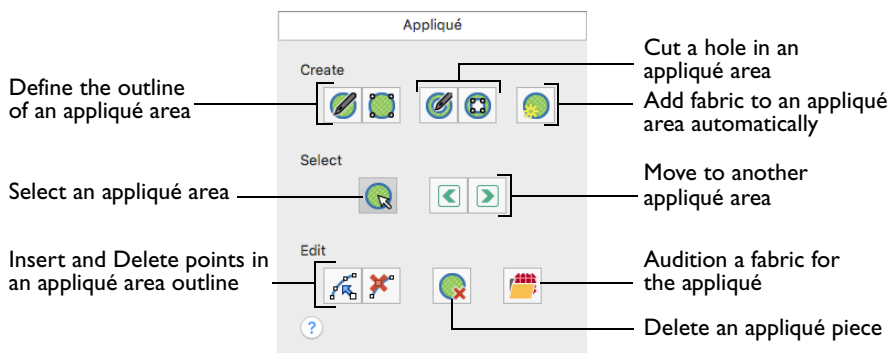 Appliqué
Create
Cut a hole in an
appliqué area
Define the outline
of an appliqué area
Add fabric to an appliqué
area automatically
Select
Select an appliqué area
Move to another
appliqué area
Edit
Insert and Delete points in
an appliqué area outline
Audition a fabric for
the appliqué
?
Delete an appliqué piece